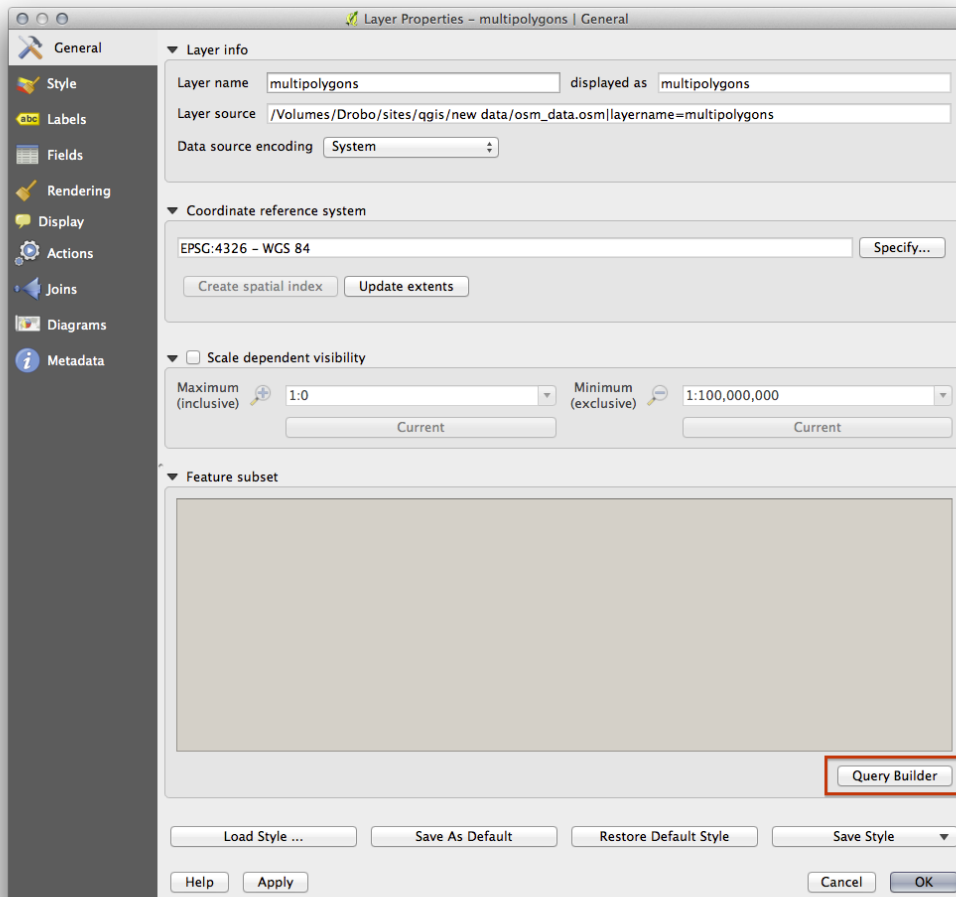 Layer Properties – multipolygons | General
General
Style
abc Labels
Fields
Rendering
Display
Actions
Joins
Diagrams
i Metadata
Layer info
Layer name multipolygons displayed as multipolygons
Layer source /Volumes/Drobo/sites/qgis/new data/osm_data.osm|layername=multipolygons
Data source encoding System
Coordinate reference system
EPSG:4326 – WGS 84 Specify...
Create spatial index Update extents
Scale dependent visibility
Maximum (inclusive) 1:0 Minimum (exclusive) 1:100,000,000
Current Current
Feature subset
Query Builder
Load Style ... Save As Default Restore Default Style Save Style
Help Apply Cancel OK